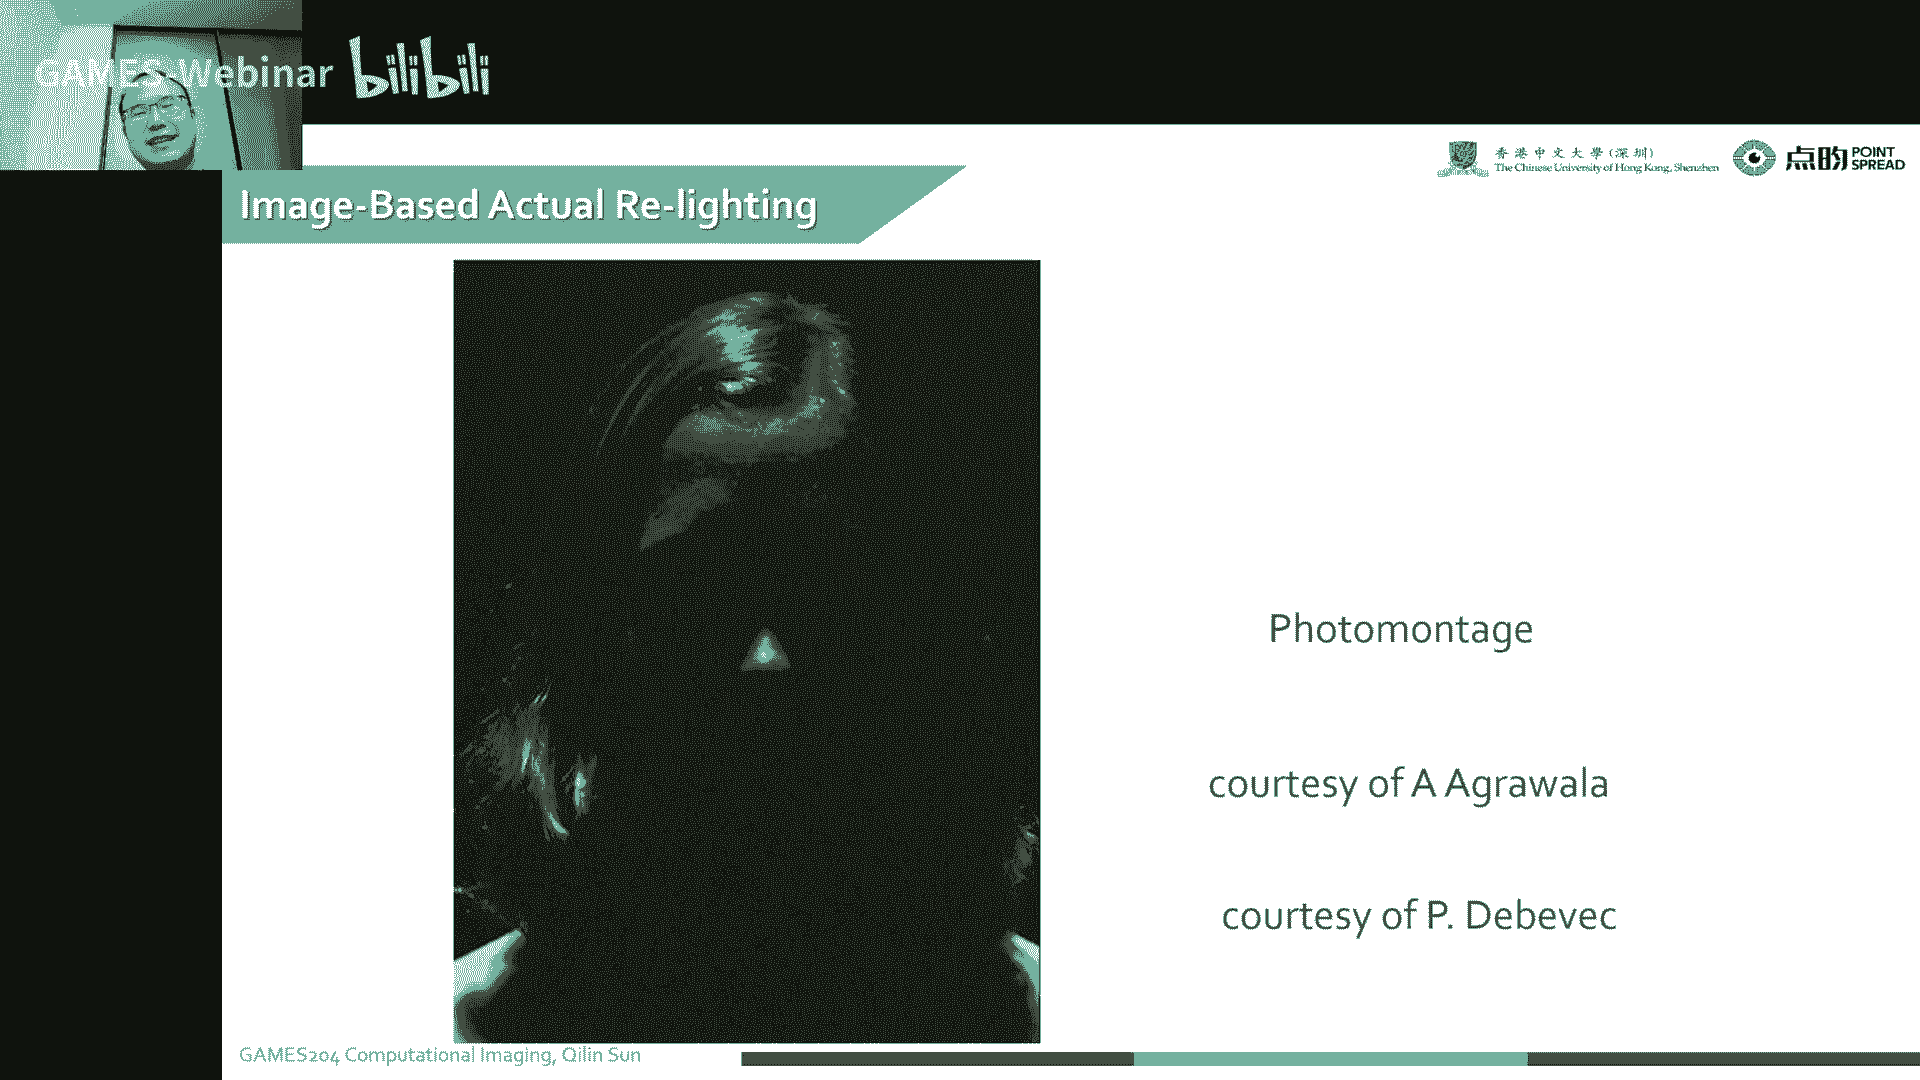 GAMES-Webinar bilibili
香港中文大學(深圳)
The Chinese University of Hong Kong, Shenzhen
点昀 POINT
SPREAD
Image-Based Actual Re-lighting
Photomontage
courtesy of A Agrawala
courtesy of P. Debevec
GAMES204 Computational Imaging, Qilin Sun